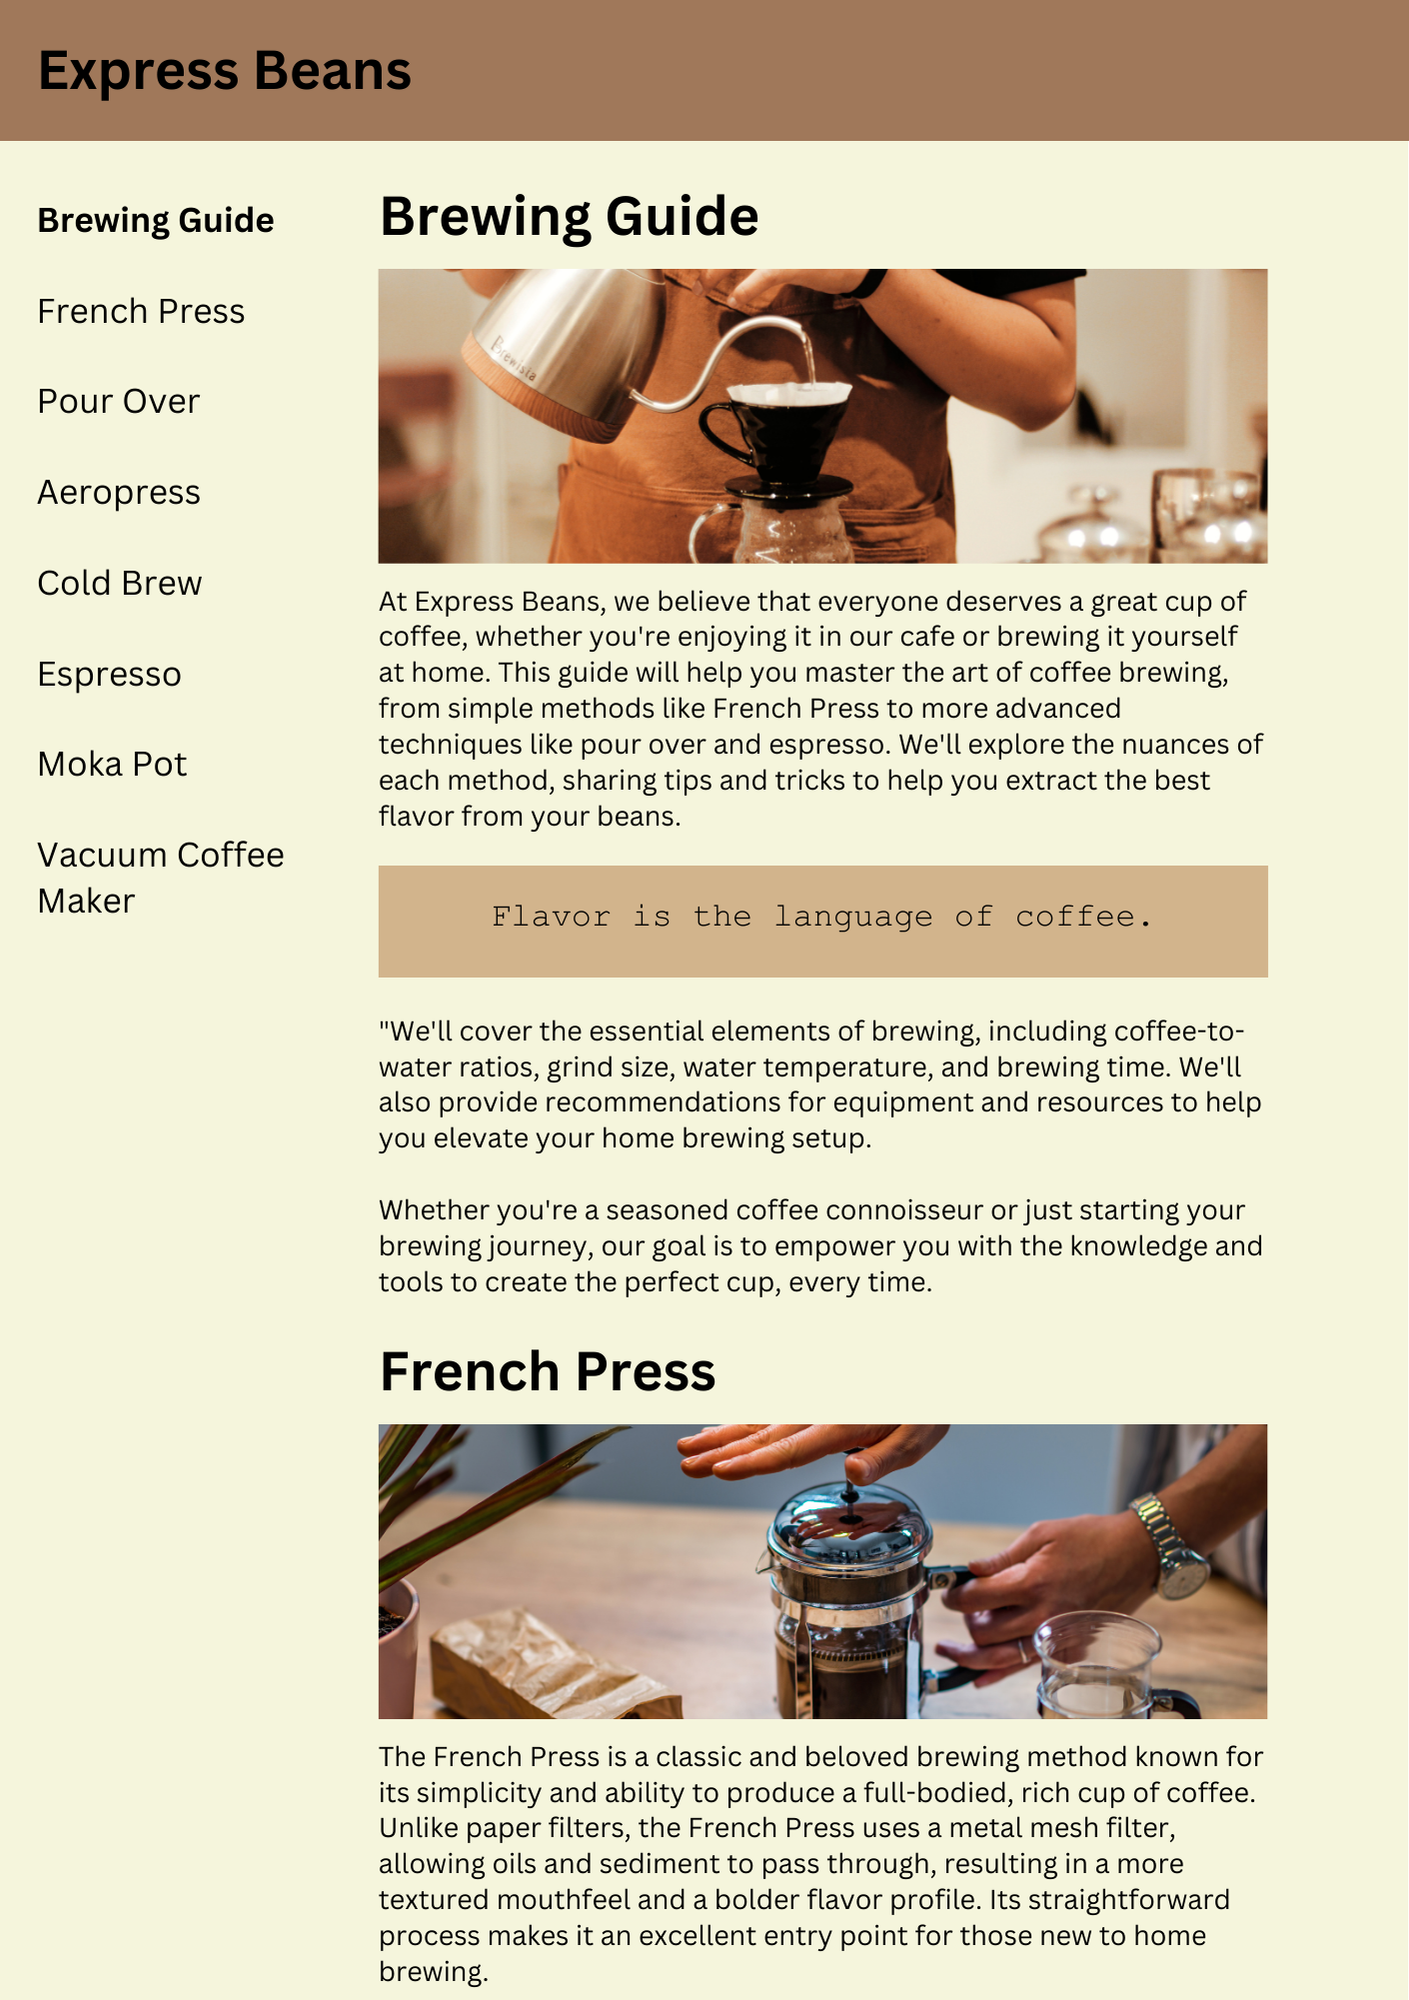 Express Beans
Brewing Guide
French Press
Pour Over
Aeropress
Cold Brew
Espresso
Moka Pot
Vacuum Coffee
Maker
Brewing Guide
Brewista
At Express Beans, we believe that everyone deserves a great cup of
coffee, whether you're enjoying it in our cafe or brewing it yourself
at home. This guide will help you master the art of coffee brewing,
from simple methods like French Press to more advanced
techniques like pour over and espresso. We'll explore the nuances of
each method, sharing tips and tricks to help you extract the best
flavor from your beans.
Flavor is the language of coffee.
"We'll cover the essential elements of brewing, including coffee-to-
water ratios, grind size, water temperature, and brewing time. We'll
also provide recommendations for equipment and resources to help
you elevate your home brewing setup.
Whether you're a seasoned coffee connoisseur or just starting your
brewing journey, our goal is to empower you with the knowledge and
tools to create the perfect cup, every time.
French Press
The French Press is a classic and beloved brewing method known for
its simplicity and ability to produce a full-bodied, rich cup of coffee.
Unlike paper filters, the French Press uses a metal mesh filter,
allowing oils and sediment to pass through, resulting in a more
textured mouthfeel and a bolder flavor profile. Its straightforward
process makes it an excellent entry point for those new to home
brewing.